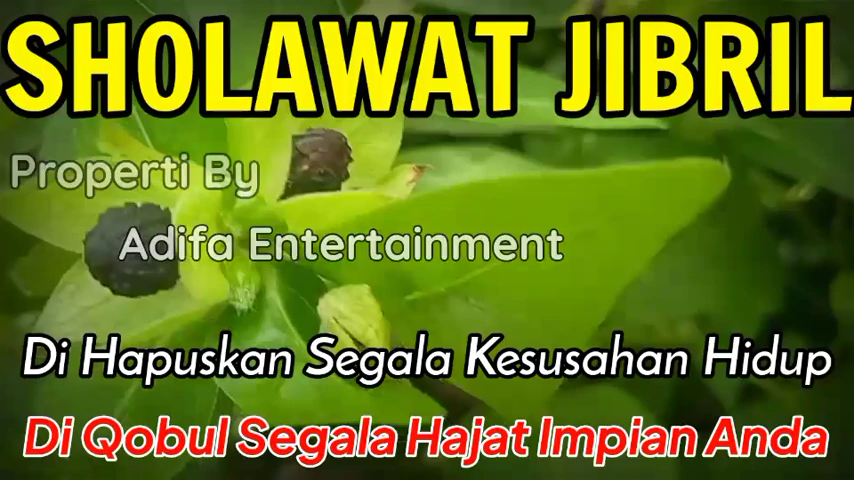 SHOLAWAT JIBRIL
Properti By
Adifa Entertainment
Di Hapuskan Segala Kesusahan Hidup
Di Qobul Segala Hajat Impian Anda